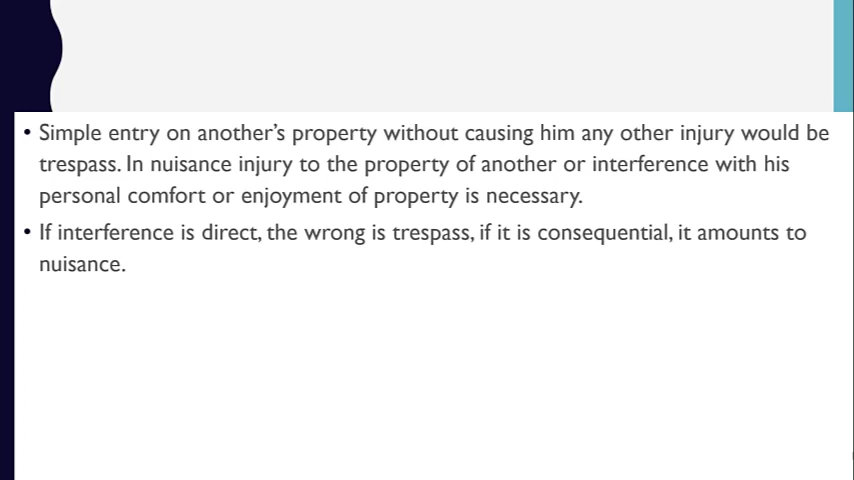 • Simple entry on another's property without causing him any other injury would be
trespass. In nuisance injury to the property of another or interference with his
personal comfort or enjoyment of property is necessary.
• If interference is direct, the wrong is trespass, if it is consequential, it amounts to
nuisance.